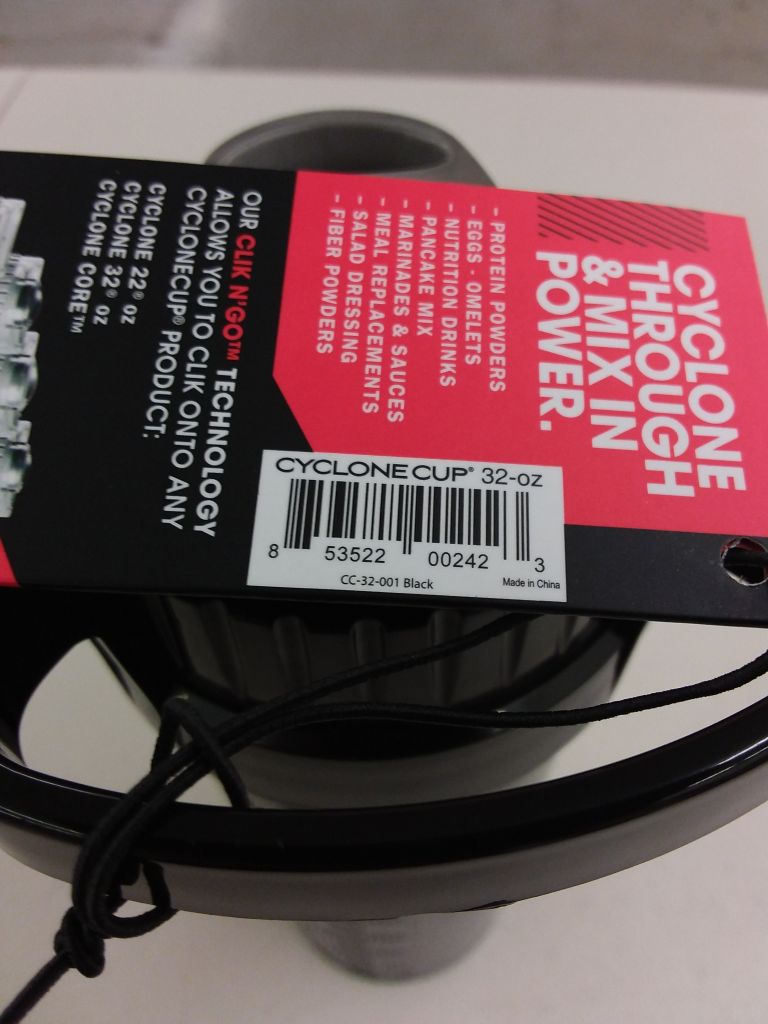 CYCLONE
THROUGH
& MIX IN
POWER.
- PROTEIN POWDERS
- EGGS - OMELETS
- NUTRITION DRINKS
- PANCAKE MIX
- MARINADES & SAUCES
- MEAL REPLACEMENTS
- SALAD DRESSING
- FIBER POWDERS
OUR CLIK N'GO™ TECHNOLOGY
ALLOWS YOU TO CLIK ONTO ANY
CYCLONECUP® PRODUCT:
CYCLONE 22® OZ
CYCLONE 32® OZ
CYCLONE CORE™
CYCLONE CUP® 32-oz
8 53522 00242 3
CC-32-001 Black Made in China